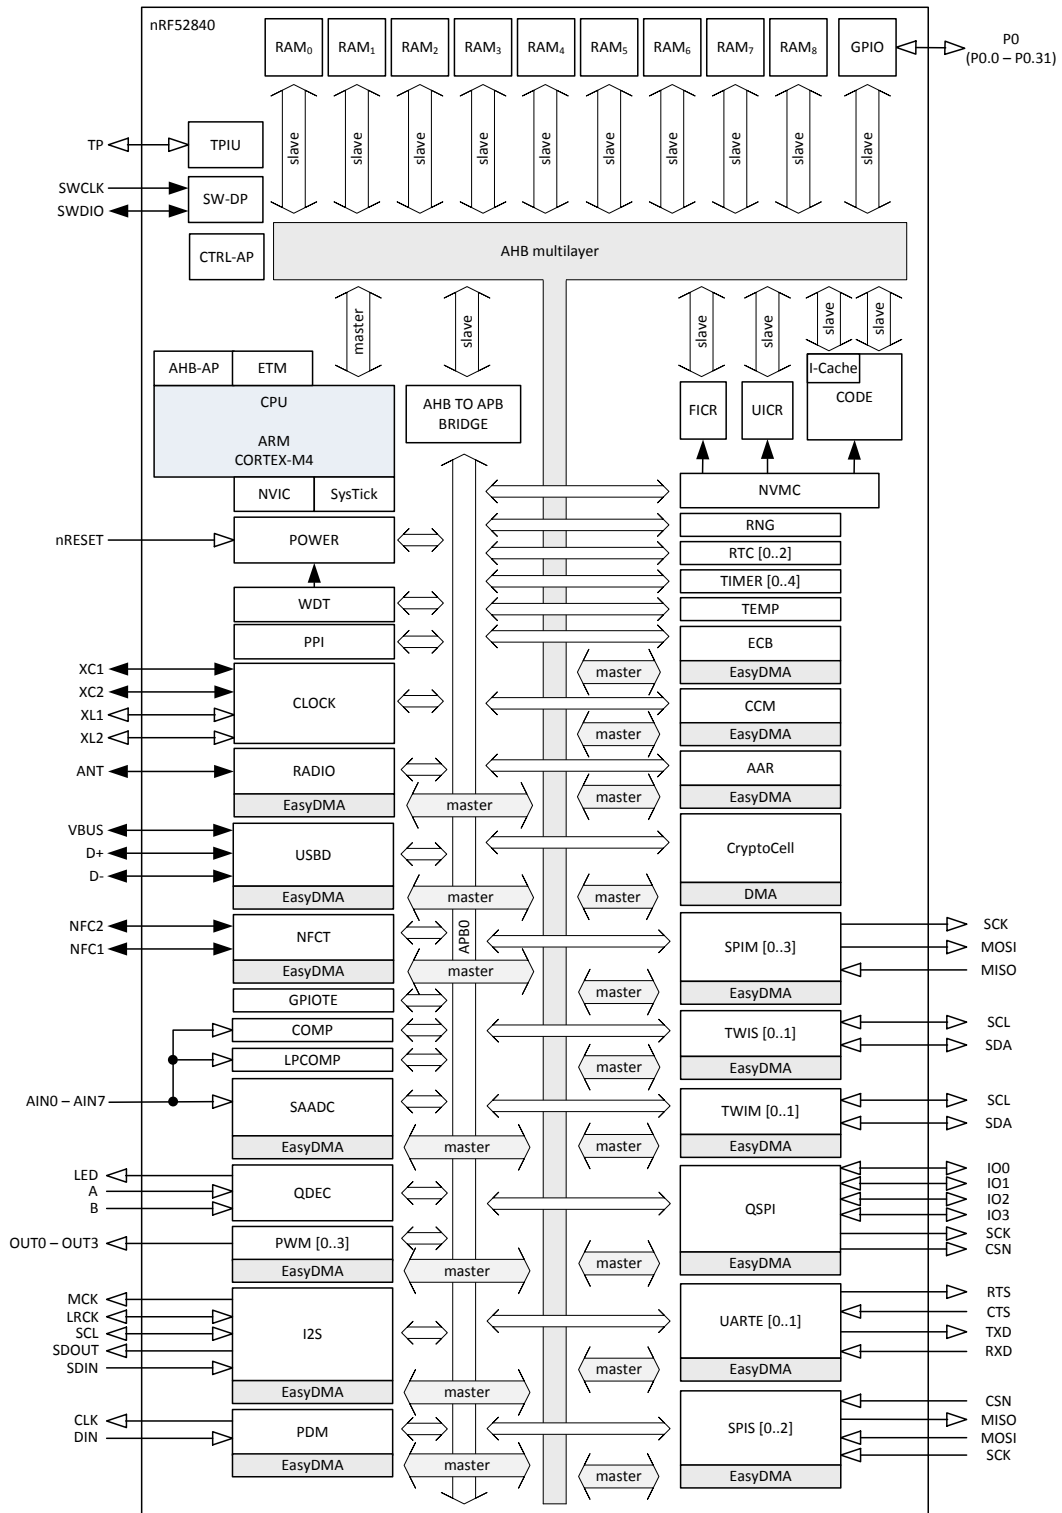 nRF52840
RAM₀ RAM₁ RAM₂ RAM₃ RAM₄ RAM₅ RAM₆ RAM₇ RAM₈ GPIO
P0
(P0.0 – P0.31)
slave slave slave slave slave slave slave slave slave slave
TP
TPIU
SWCLK
SWDIO
SW-DP
CTRL-AP
AHB multilayer
master
slave
slave
slave
slave
slave
AHB-AP
ETM
CPU
ARM
CORTEX-M4
NVIC
SysTick
AHB TO APB
BRIDGE
FICR
UICR
I-Cache
CODE
NVMC
nRESET
POWER
RNG
RTC [0..2]
TIMER [0..4]
WDT
TEMP
PPI
ECB
master
EasyDMA
XC1
XC2
XL1
XL2
CLOCK
CCM
master
EasyDMA
ANT
RADIO
EasyDMA
master
AAR
master
EasyDMA
VBUS
D+
D-
USBD
EasyDMA
master
CryptoCell
master
DMA
NFC2
NFC1
NFCT
EasyDMA
master
APB0
SPIM [0..3]
master
EasyDMA
SCK
MOSI
MISO
GPIOTE
COMP
LPCOMP
TWIS [0..1]
master
EasyDMA
SCL
SDA
AIN0 – AIN7
SAADC
EasyDMA
master
TWIM [0..1]
master
EasyDMA
SCL
SDA
LED
A
B
QDEC
QSPI
master
EasyDMA
IO0
IO1
IO2
IO3
SCK
CSN
OUT0 – OUT3
PWM [0..3]
EasyDMA
master
MCK
LRCK
SCL
SDOUT
SDIN
I2S
EasyDMA
master
UARTE [0..1]
master
EasyDMA
RTS
CTS
TXD
RXD
CLK
DIN
PDM
EasyDMA
master
SPIS [0..2]
master
EasyDMA
CSN
MISO
MOSI
SCK